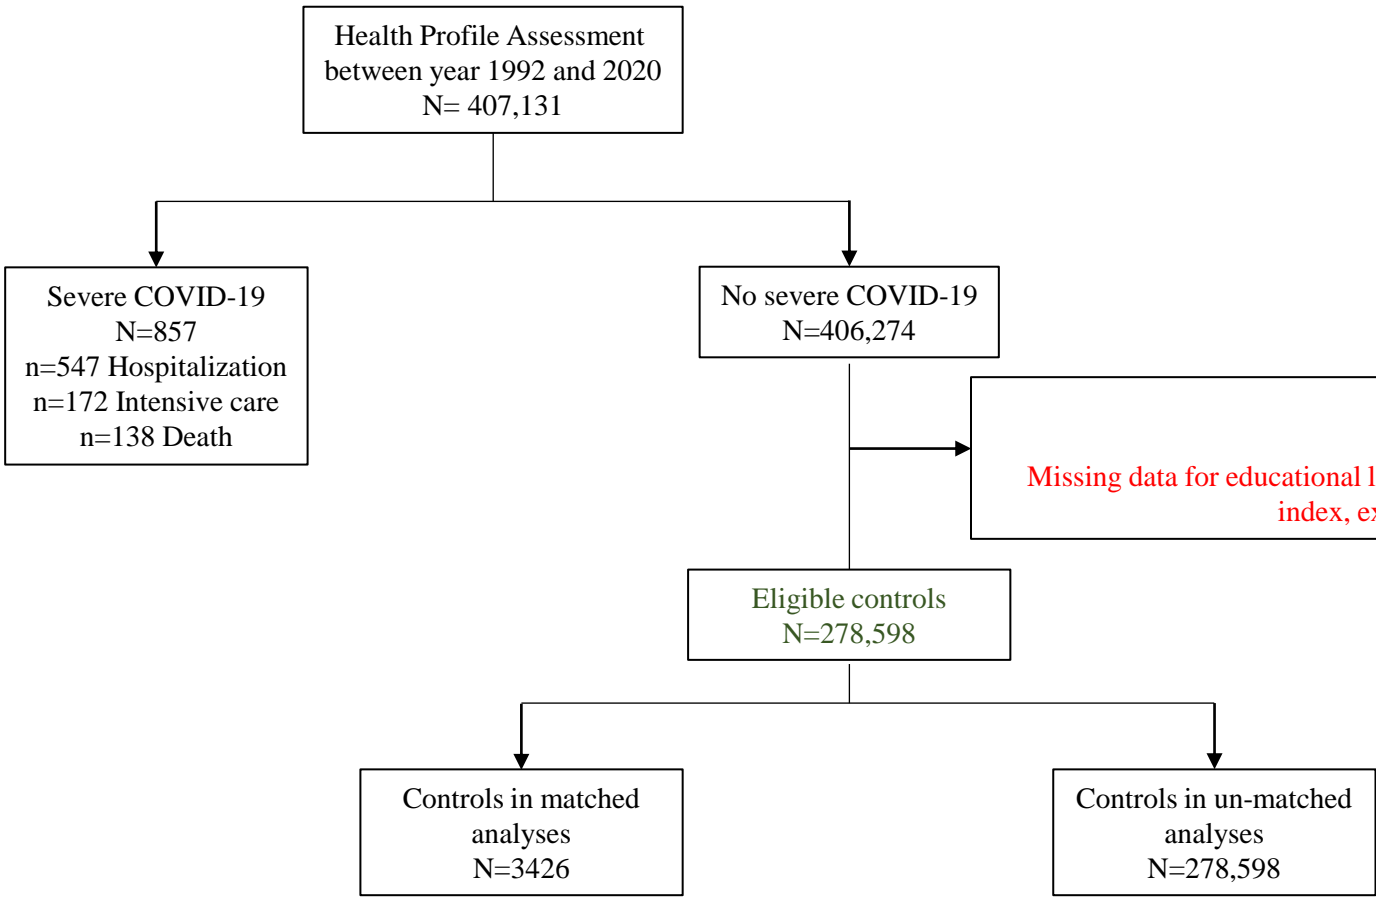 Health Profile Assessment
between year 1992 and 2020
N= 407,131
Severe COVID-19
N=857
n=547 Hospitalization
n=172 Intensive care
n=138 Death
No severe COVID-19
N=406,274
Missing data for educational
index,
Eligible controls
N=278,598
Controls in matched
analyses
N=3426
Controls in un-matched
analyses
N=278,598